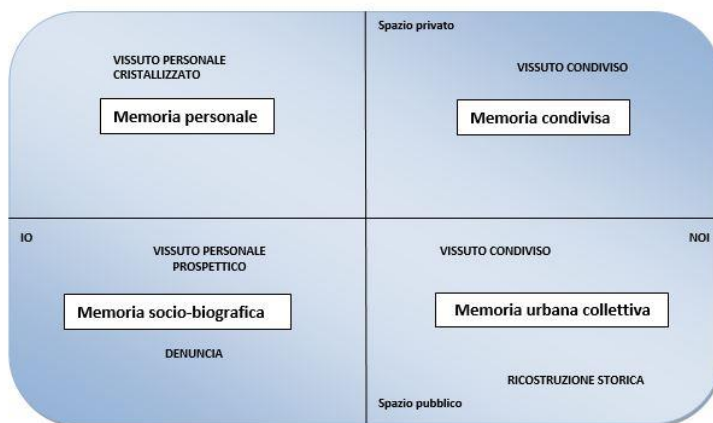 Spazio privato
VISSUTO PERSONALE
CRISTALLIZZATO
VISSUTO CONDIVISO
Memoria personale
Memoria condivisa
IO
NOI
VISSUTO PERSONALE
PROSPETTICO
VISSUTO CONDIVISO
Memoria socio-biografica
Memoria urbana collettiva
DENUNCIA
RICOSTRUZIONE STORICA
Spazio pubblico